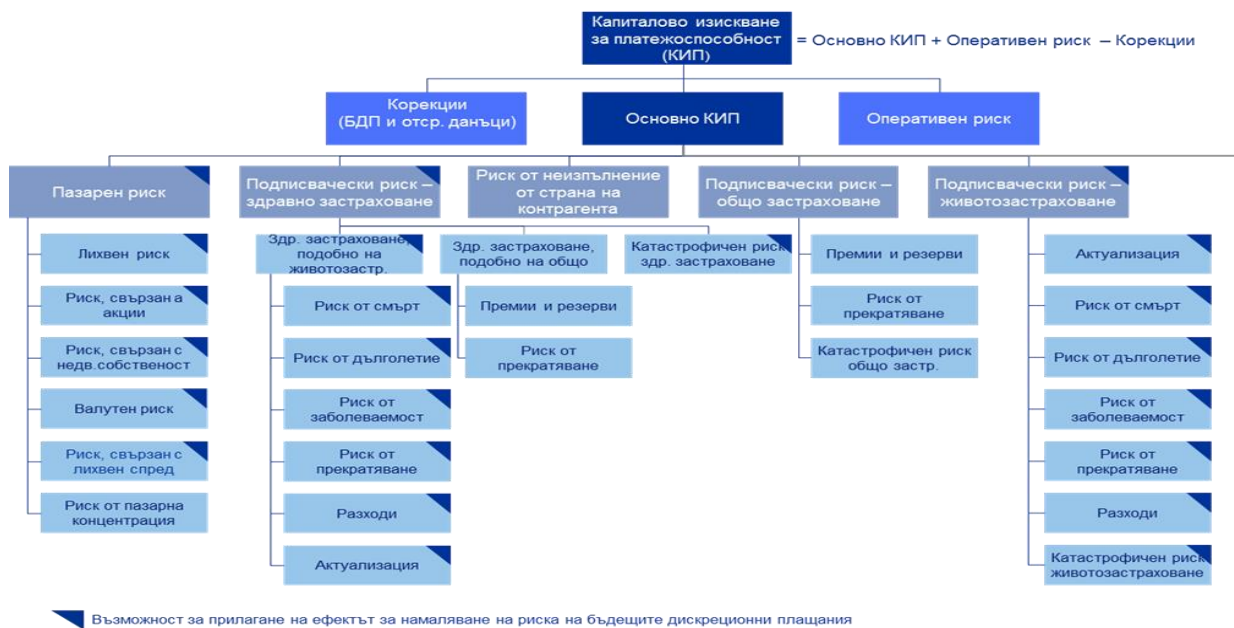 Капиталово изискване
за платежоспособност
(КИП)
= Основно КИП + Оперативен риск – Корекции
Корекции
(БДП и отср. данъци)
Основно КИП
Оперативен риск
Пазарен риск
Подписвачески риск –
здравно застраховане
Риск от неизпълнение
от страна на
контрагента
Подписвачески риск –
общо застраховане
Подписвачески риск –
животозастраховане
Лихвен риск
Риск, свързан а
акции
Риск, свързан с
недв.собственост
Валутен риск
Риск, свързан с
лихвен спред
Риск от пазарна
концентрация
Здр. застраховане,
подобно на
животозастр.
Риск от смърт
Риск от дълголетие
Риск от
заболеваемост
Риск от
прекратяване
Разходи
Актуализация
Здр. застраховане,
подобно на общо
Премии и резерви
Риск от
прекратяване
Катастрофичен риск
здр. застраховане
Премии и резерви
Риск от
прекратяване
Катастрофичен риск
общо застр.
Актуализация
Риск от смърт
Риск от дълголетие
Риск от
заболеваемост
Риск от
прекратяване
Разходи
Катастрофичен риск
животозастраховане
Възможност за прилагане на ефектът за намаляване на риска на бъдещите дискреционни плащания